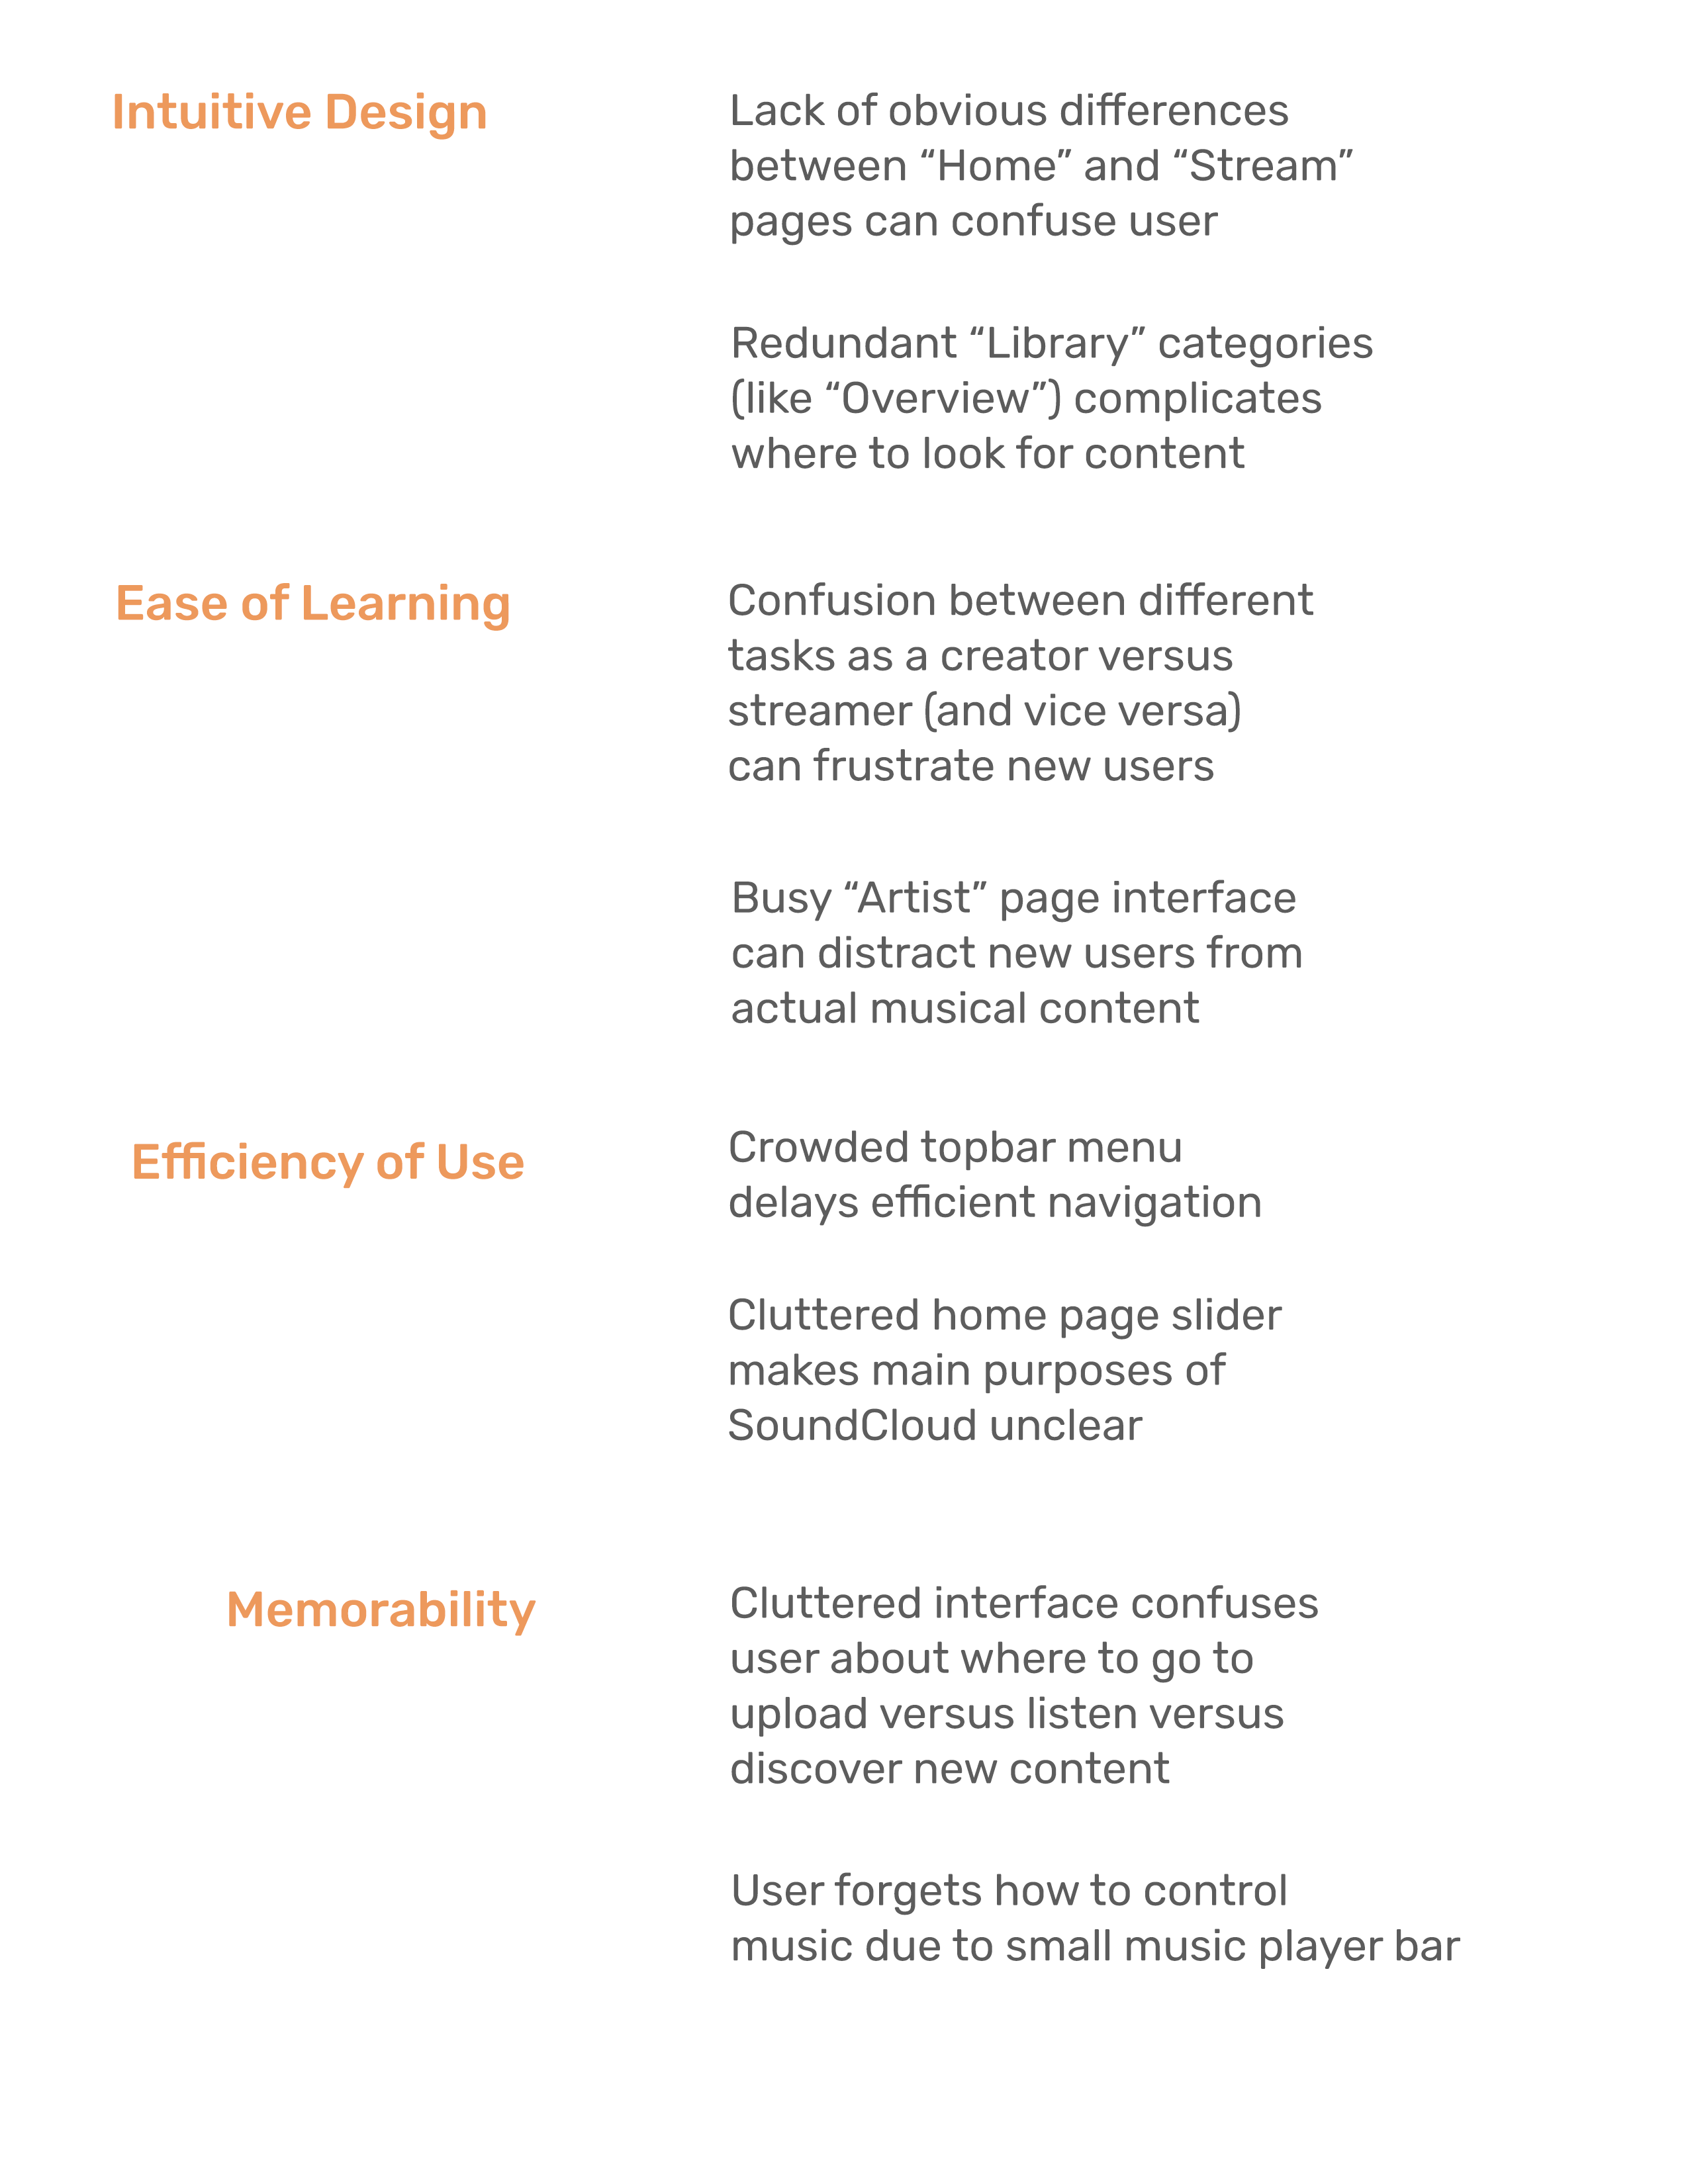 Intuitive Design
Lack of obvious differences
between “Home” and “Stream”
pages can confuse user
Redundant “Library” categories
(like “Overview”) complicates
where to look for content
Ease of Learning
Confusion between different
tasks as a creator versus
streamer (and vice versa)
can frustrate new users
Busy “Artist” page interface
can distract new users from
actual musical content
Efficiency of Use
Crowded topbar menu
delays efficient navigation
Cluttered home page slider
makes main purposes of
SoundCloud unclear
Memorability
Cluttered interface confuses
user about where to go to
upload versus listen versus
discover new content
User forgets how to control
music due to small music player bar